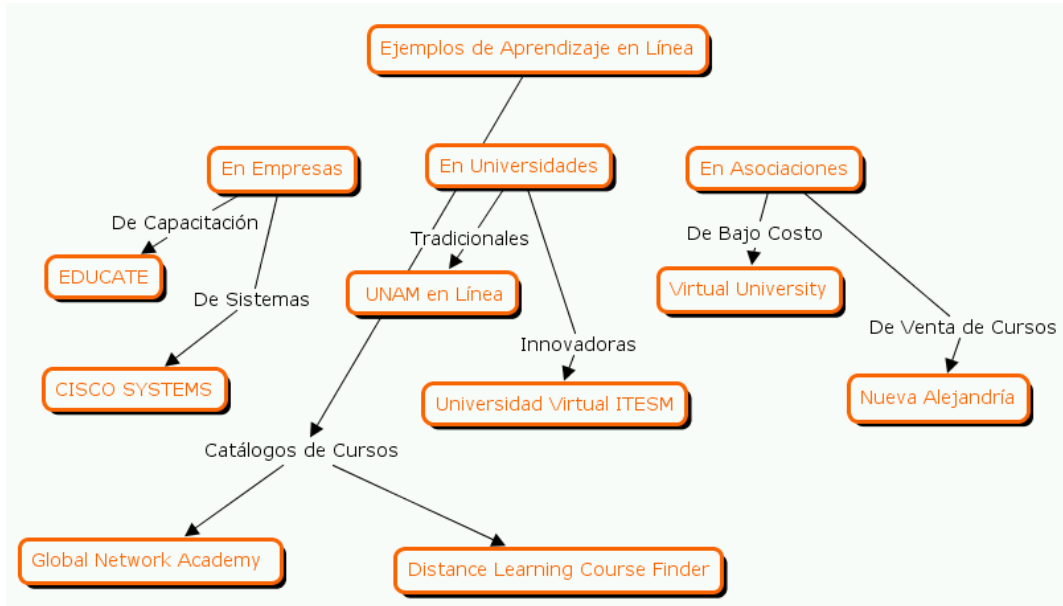 Ejemplos de Aprendizaje en Línea
En Empresas
En Universidades
En Asociaciones
De Capacitación
Tradicionales
De Bajo Costo
EDUCATE
De Sistemas
UNAM en Línea
Virtual University
De Venta de Cursos
Innovadoras
CISCO SYSTEMS
Universidad Virtual ITESM
Nueva Alejandría
Catálogos de Cursos
Global Network Academy
Distance Learning Course Finder